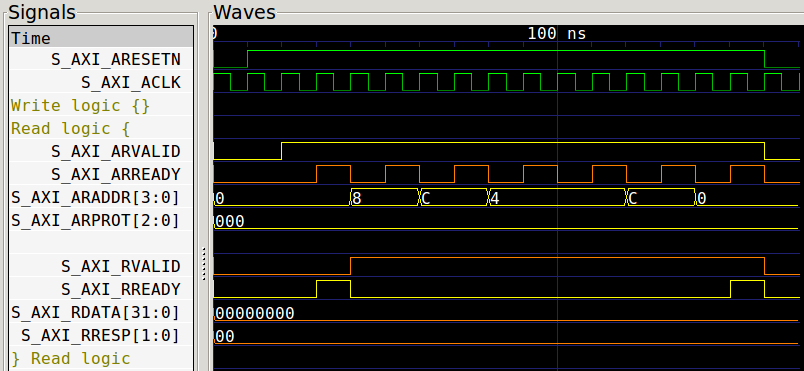 Signals
Waves
Time
0
100 ns
S_AXI_ARESETN
S_AXI_ACLK
Write logic {}
Read logic {
S_AXI_ARVALID
S_AXI_ARREADY
S_AXI_ARADDR[3:0]
0 8 C 4 C 0
S_AXI_ARPROT[2:0]
000
S_AXI_RVALID
S_AXI_RREADY
S_AXI_RDATA[31:0]
00000000
S_AXI_RRESP[1:0]
00
} Read logic